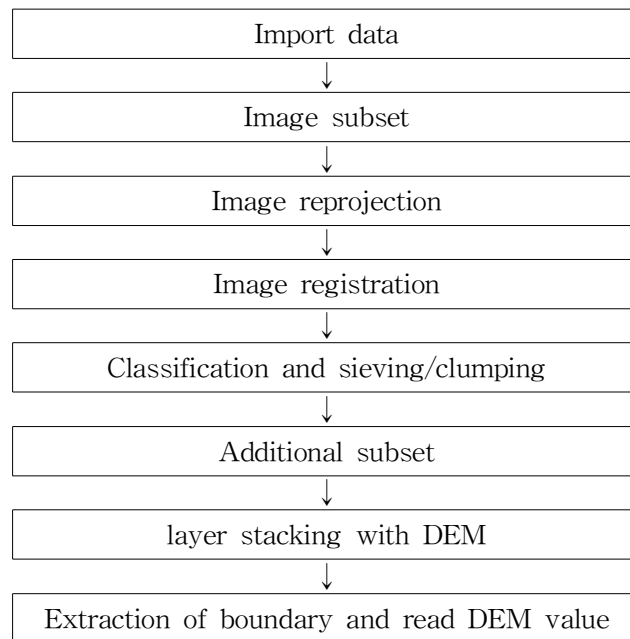 Import data
Image subset
Image reprojection
Image registration
Classification and sieving/clumping
Additional subset
layer stacking with DEM
Extraction of boundary and read DEM value